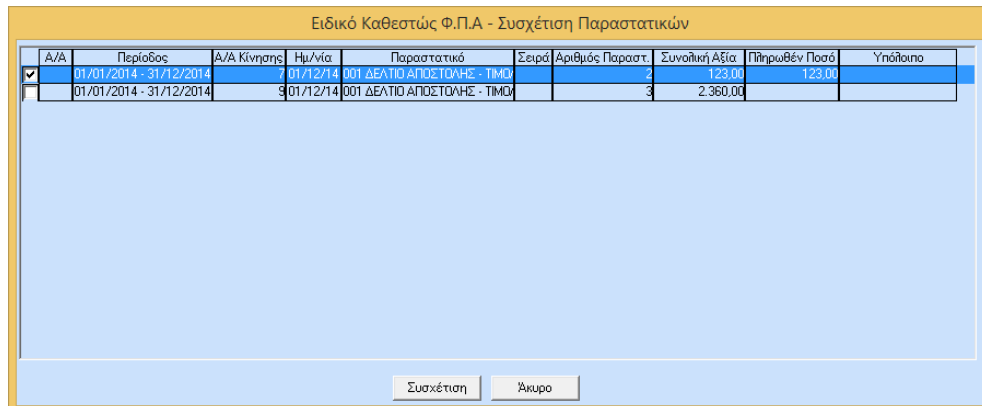 Ειδικό Καθεστώς Φ.Π.Α - Συσχέτιση Παραστατικών
Α/Α Περίοδος Α/Α Κίνησης Ημ/νία Παραστατικό Σειρά Αριθμός Παραστ. Συνολική Αξία Πληρωθέν Ποσό Υπόλοιπο
01/01/2014 - 31/12/2014 7 01/12/14 001 ΔΕΛΤΙΟ ΑΠΟΣΤΟΛΗΣ - ΤΙΜΟΛ 2 123,00 123,00
01/01/2014 - 31/12/2014 9 01/12/14 001 ΔΕΛΤΙΟ ΑΠΟΣΤΟΛΗΣ - ΤΙΜΟΛ 3 2.360,00
Συσχέτιση Άκυρο